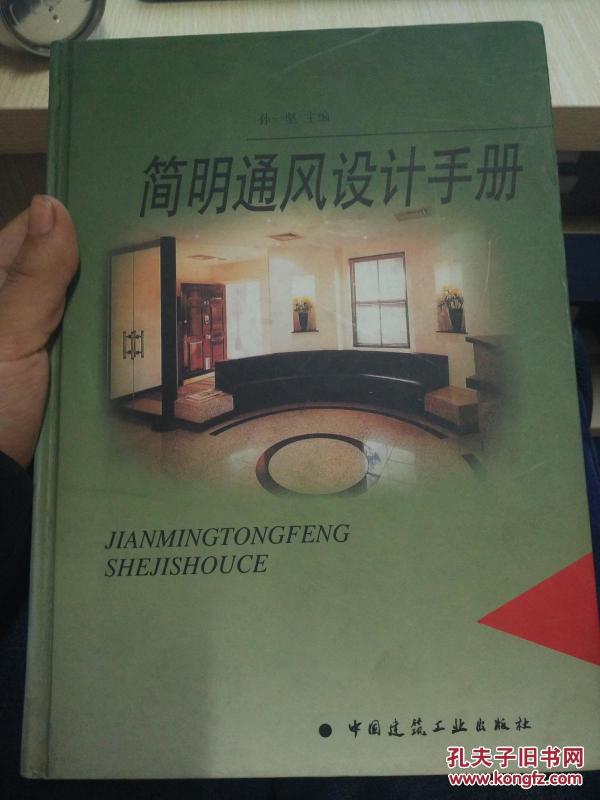 孙一坚 主编
简明通风设计手册
JIANMINGTONGFENG
SHEJISHOUCE
●中国建筑工业出版社
孔夫子旧书网
www.kongfz.com